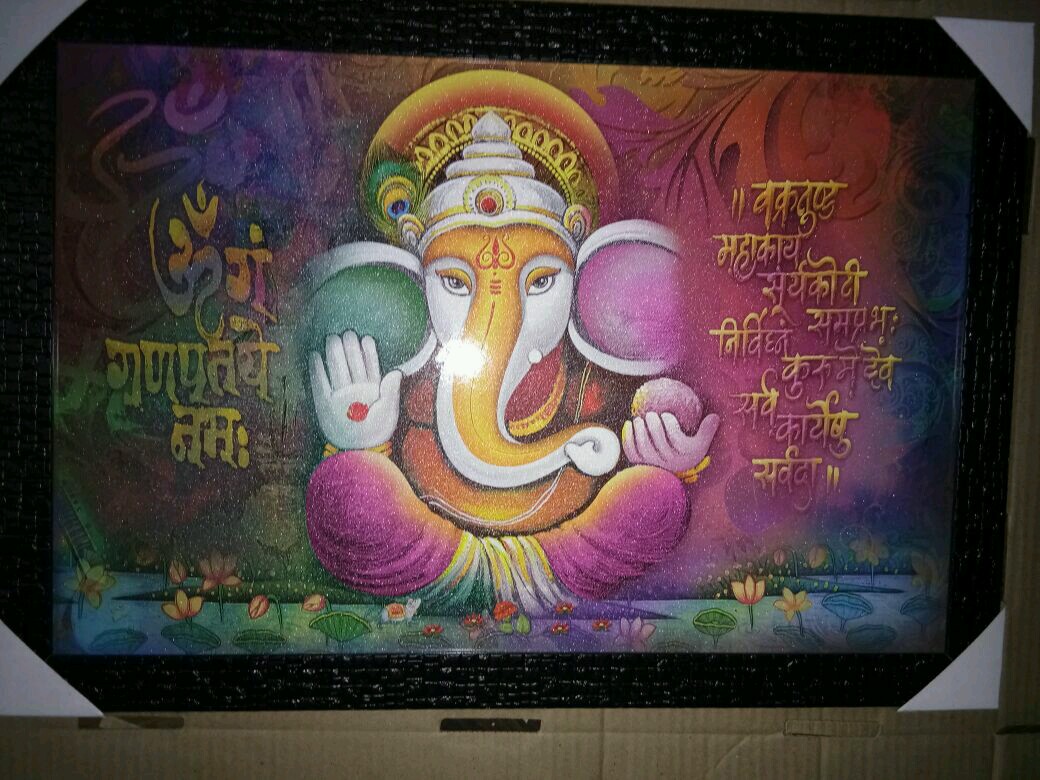 ॐ गं
गणपतये
नमः
॥ वक्रतुण्ड
महाकाय
सूर्यकोटी
समप्रभः
निर्विघ्नं
कुरु मे देव
सर्व
कार्येषु
सर्वदा ॥